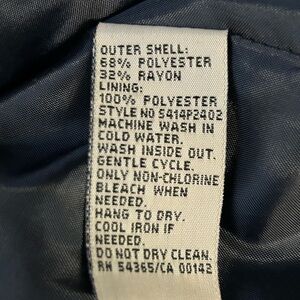 OUTER SHELL:
68% POLYESTER
32% RAYON
LINING:
100% POLYESTER
STYLE NO S414P2402
MACHINE WASH IN
COLD WATER.
WASH INSIDE OUT.
GENTLE CYCLE.
ONLY NON-CHLORINE
BLEACH WHEN
NEEDED.
HANG TO DRY.
COOL IRON IF
NEEDED.
DO NOT DRY CLEAN.
RN 54365/CA 00142